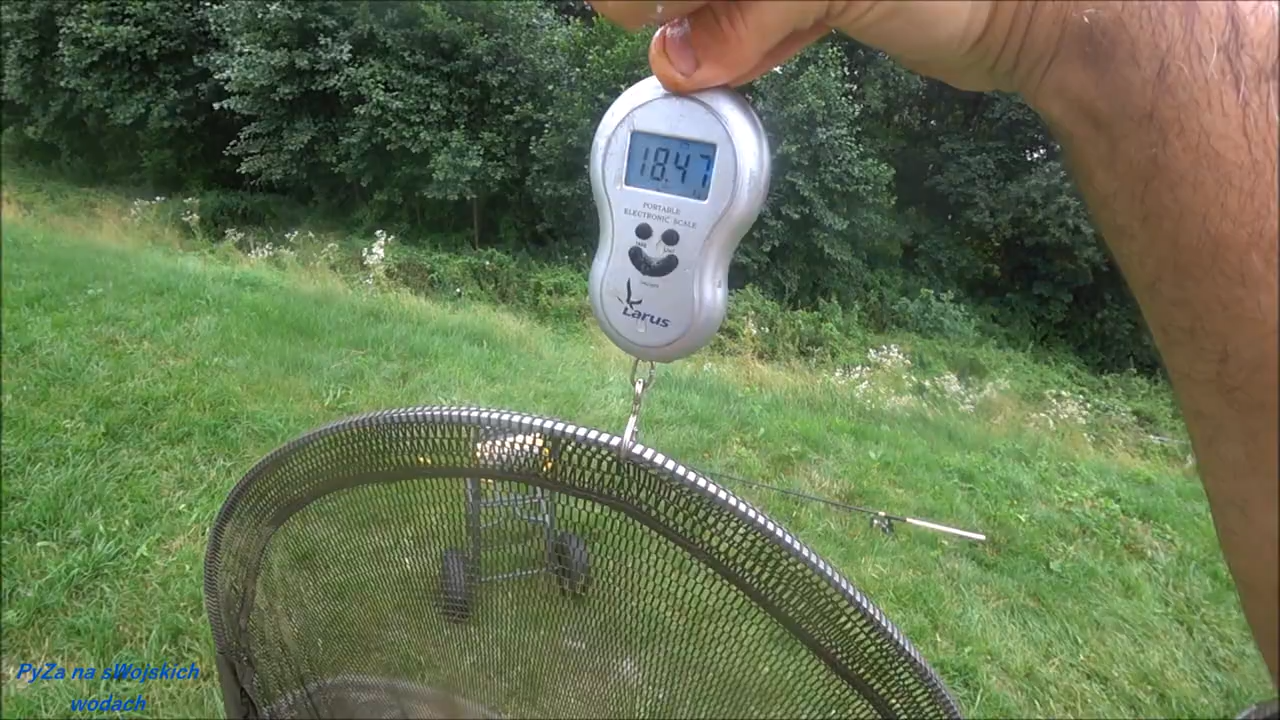 18.47
PORTABLE
ELECTRONIC SCALE
Larus
PyZa na sWojskich
wodach